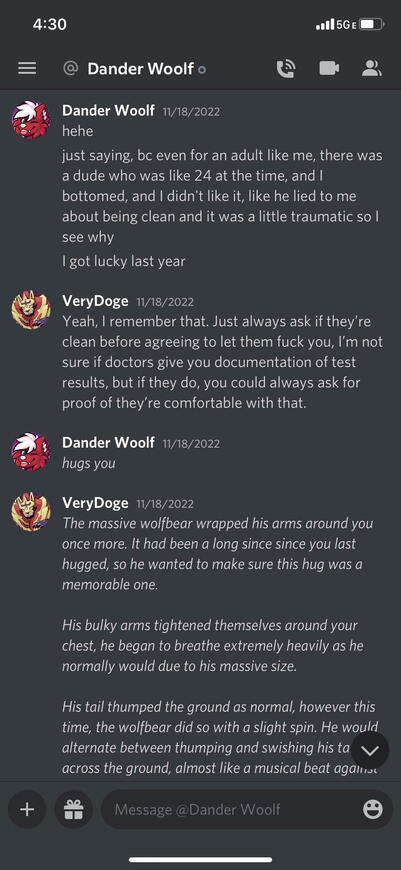 4:30
5GE
@ Dander Woolf
Dander Woolf 11/18/2022
hehe
just saying, bc even for an adult like me, there was
a dude who was like 24 at the time, and I
bottomed, and I didn't like it, like he lied to me
about being clean and it was a little traumatic so I
see why
I got lucky last year
VeryDoge 11/18/2022
Yeah, I remember that. Just always ask if they’re
clean before agreeing to let them fuck you, I’m not
sure if doctors give you documentation of test
results, but if they do, you could always ask for
proof of they’re comfortable with that.
Dander Woolf 11/18/2022
hugs you
VeryDoge 11/18/2022
The massive wolfbear wrapped his arms around you
once more. It had been a long since since you last
hugged, so he wanted to make sure this hug was a
memorable one.
His bulky arms tightened themselves around your
chest, he began to breathe extremely heavily as he
normally would due to his massive size.
His tail thumped the ground as normal, however this
time, the wolfbear did so with a slight spin. He would
alternate between thumping and swishing his ta
across the ground, almost like a musical beat against
Message @Dander Woolf